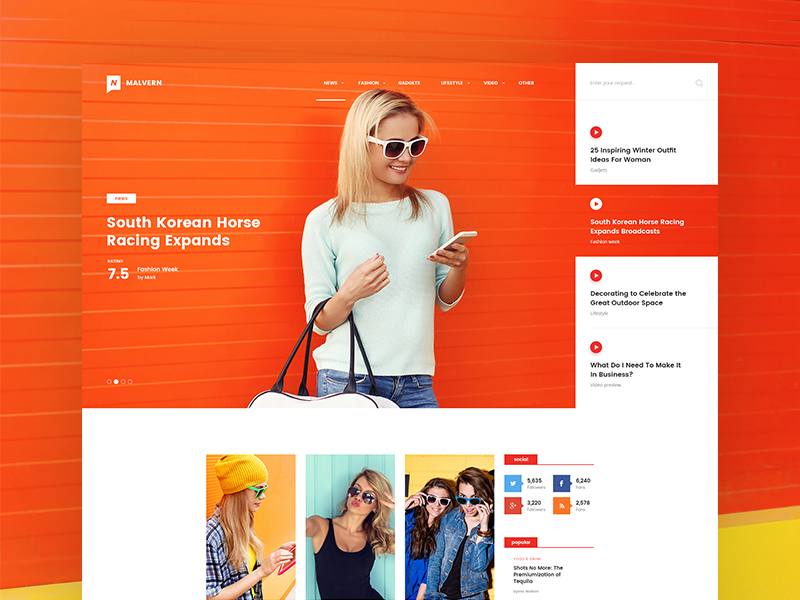 N MALVERN
NEWS FASHION GADGETS LIFESTYLE VIDEO OTHER
Enter your request...
news
South Korean Horse
Racing Expands
RATING
7.5
Fashion Week
by Mark
25 Inspiring Winter Outfit
Ideas For Woman
Gadgets
South Korean Horse Racing
Expands Broadcasts
Fashion week
Decorating to Celebrate the
Great Outdoor Space
Lifestyle
What Do I Need To Make It
In Business?
Video preview
social
5,635
Followers
6,240
Fans
3,220
Followers
2,578
Fans
popular
FOOD & DRINK
Shots No More: The
Premiumization of
Tequila